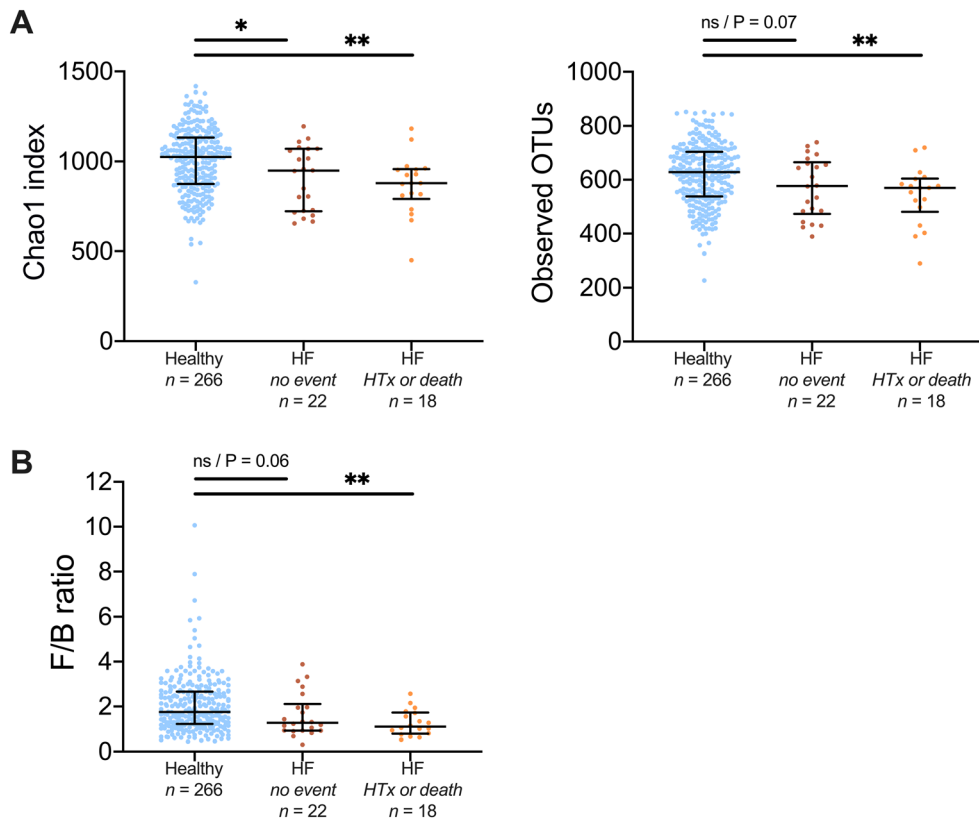 A
*
**
Chao1 index
1500
1000
500
0
Healthy
n = 266
HF
no event
n = 22
HF
HTx or death
n = 18
ns / P = 0.07
**
Observed OTUs
1000
800
600
400
200
0
Healthy
n = 266
HF
no event
n = 22
HF
HTx or death
n = 18
B
ns / P = 0.06
**
F/B ratio
12
10
8
6
4
2
0
Healthy
n = 266
HF
no event
n = 22
HF
HTx or death
n = 18